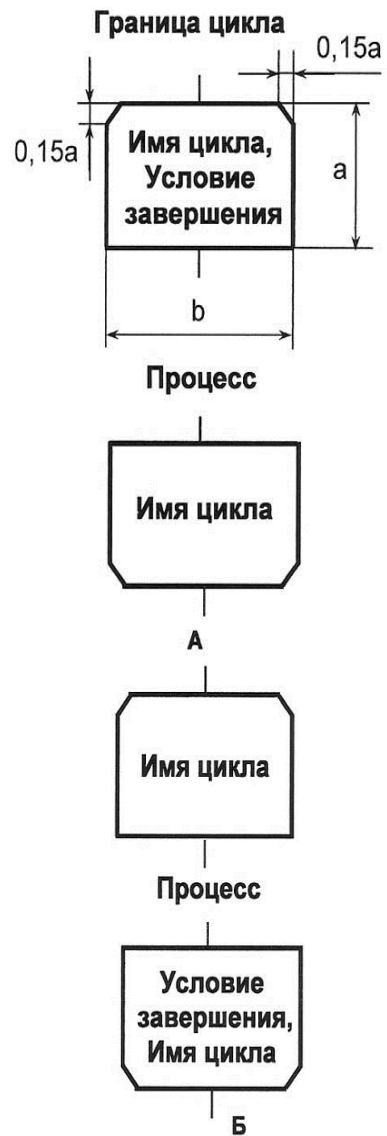 Граница цикла
0,15a
0,15a
Имя цикла,
Условие
завершения
a
b
Процесс
Имя цикла
А
Имя цикла
Процесс
Условие
завершения,
Имя цикла
Б